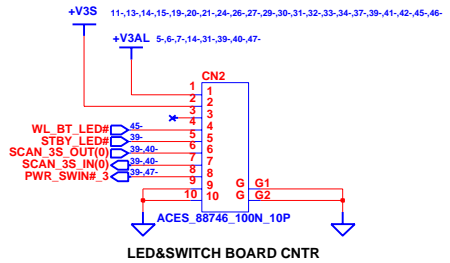 +V3S 11-,13-,14-,15-,19-,20-,21-,24-,26-,27-,29-,30-,31-,32-,33-,34-,37-,39-,41-,42-,45-,46-
+V3AL 5-,6-,7-,14-,31-,39-,40-,47-
CN2
1 1
2 2
3 3
WL_BT_LED# 45- 4 4
STBY_LED# 39- 5 5
SCAN_3S_OUT(0) 39-,40- 6 6
SCAN_3S_IN(0) 39-,40- 7 7
PWR_SWIN#_3 39-,47- 8 8
9 9 G G1
10 10 G G2
ACES_88746_100N_10P
LED&SWITCH BOARD CNTR